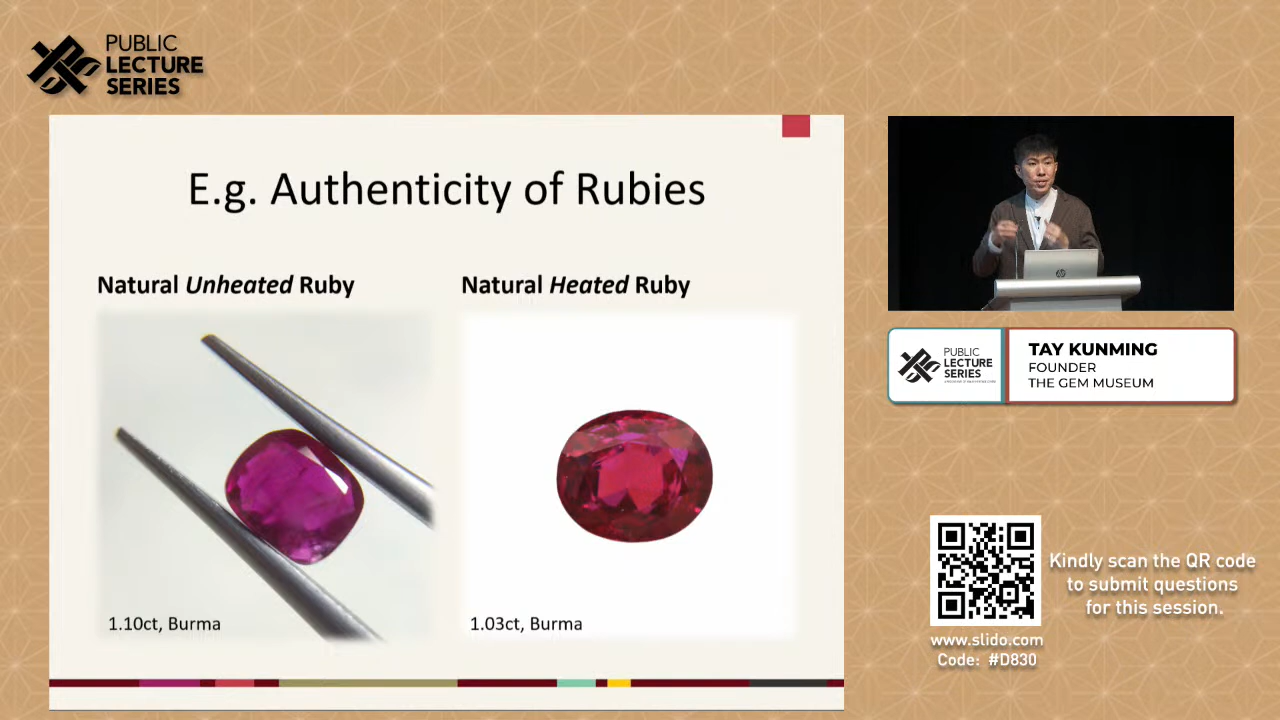 PUBLIC
LECTURE
SERIES
E.g. Authenticity of Rubies
Natural Unheated Ruby
Natural Heated Ruby
1.10ct, Burma
1.03ct, Burma
PUBLIC
LECTURE
SERIES
TAY KUNMING
FOUNDER
THE GEM MUSEUM
Kindly scan the QR code
to submit questions
for this session.
www.slido.com
Code: #D830